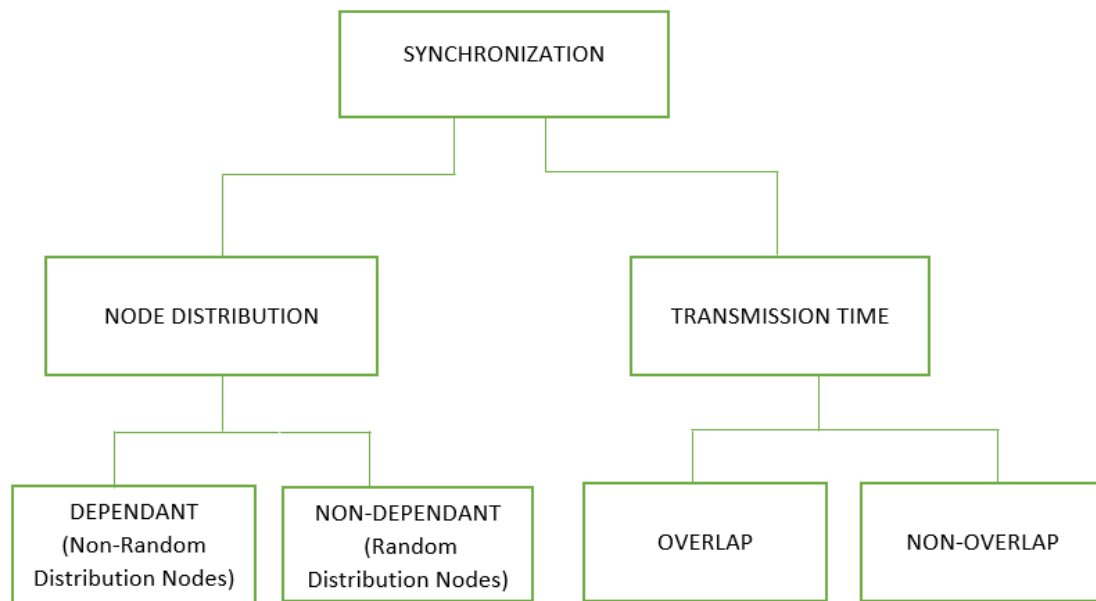 SYNCHRONIZATION
NODE DISTRIBUTION
TRANSMISSION TIME
DEPENDANT
(Non-Random
Distribution Nodes)
NON-DEPENDANT
(Random
Distribution Nodes)
OVERLAP
NON-OVERLAP